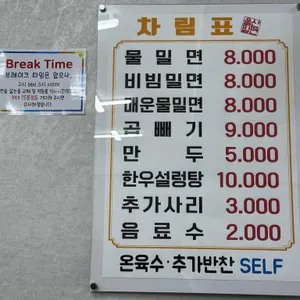 Break Time
브레이크 타임은 없으나,
차림표
물밀면 8.000
비빔밀면 8.000
매운물밀면 8.000
곱빼기 9.000
만두 5.000
한우설렁탕 10.000
추가사리 3.000
음료수 2.000
온육수·추가반찬 SELF